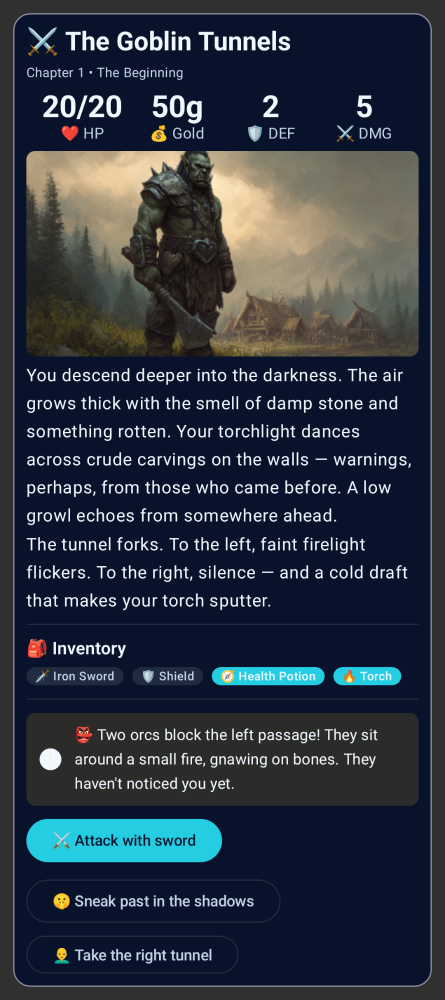 ⚔️ The Goblin Tunnels
Chapter 1 • The Beginning
20/20 50g 2 5
❤️ HP 💰 Gold 🛡️ DEF ⚔️ DMG
You descend deeper into the darkness. The air
grows thick with the smell of damp stone and
something rotten. Your torchlight dances
across crude carvings on the walls — warnings,
perhaps, from those who came before. A low
growl echoes from somewhere ahead.
The tunnel forks. To the left, faint firelight
flickers. To the right, silence — and a cold draft
that makes your torch sputter.
🎒 Inventory
🗡️ Iron Sword 🛡️ Shield 🧭 Health Potion 🔥 Torch
👺 Two orcs block the left passage! They sit
around a small fire, gnawing on bones. They
haven't noticed you yet.
⚔️ Attack with sword
🤫 Sneak past in the shadows
🙎‍♂️ Take the right tunnel